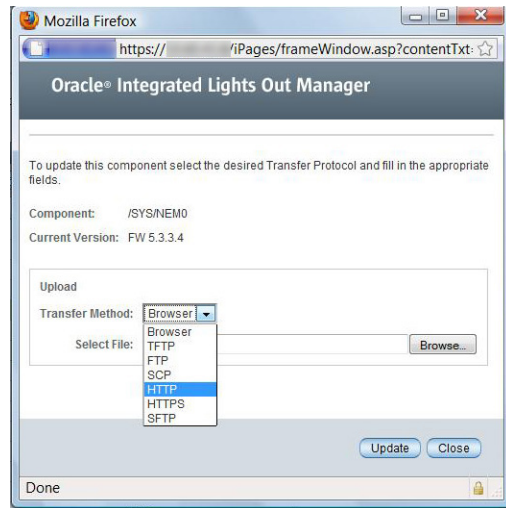 Mozilla Firefox
https:// /iPages/frameWindow.asp?contentTxt:
Oracle® Integrated Lights Out Manager
To update this component select the desired Transfer Protocol and fill in the appropriate
fields.
Component: /SYS/NEM0
Current Version: FW 5.3.3.4
Upload
Transfer Method: Browser
Browser
Select File: TFTP Browse...
FTP
SCP
HTTP
HTTPS
SFTP
Update Close
Done